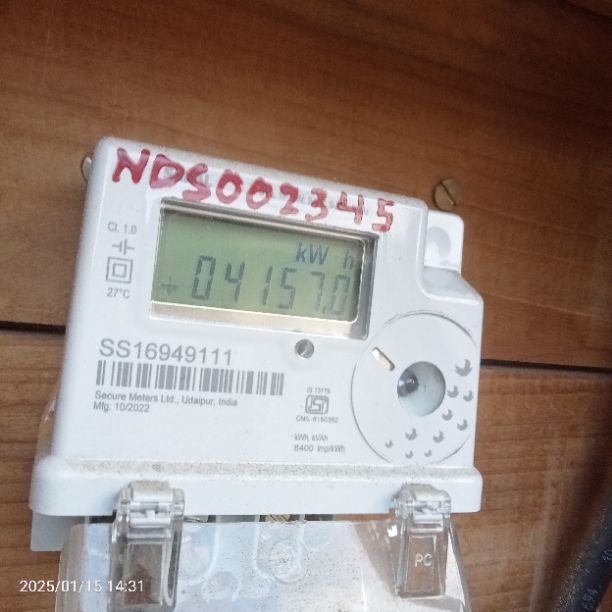 NDS002345
Cl. 1.0
27°C
kW h
+04157.0
SS16949111
Secure Meters Ltd., Udaipur, India
Mfg: 10/2022
IS 13779
kWh, kVAh
6400 imp/kWh
PC
2025/01/15 14:31